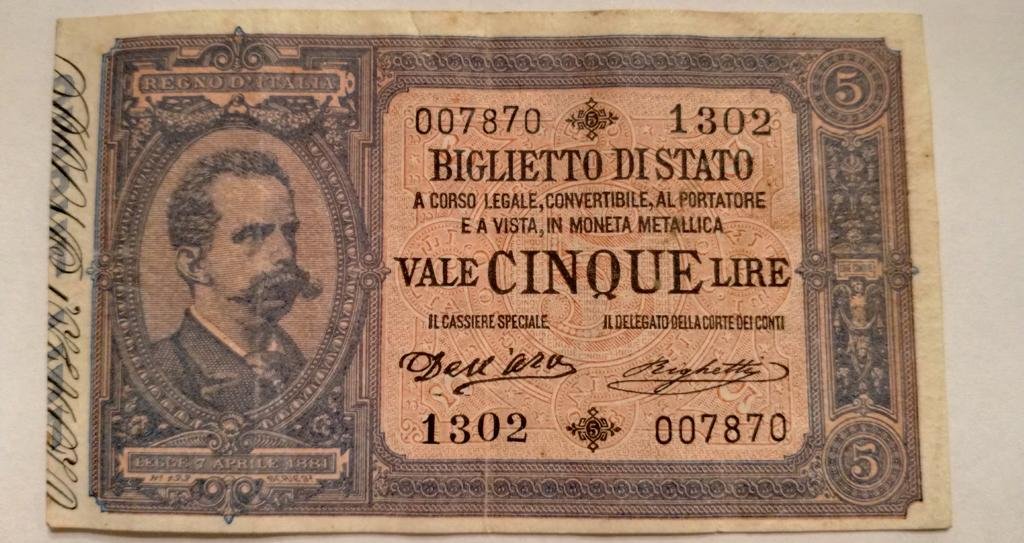 REGNO D'ITALIA
5
007870 5 1302
BIGLIETTO DI STATO
A CORSO LEGALE, CONVERTIBILE, AL PORTATORE
E A VISTA, IN MONETA METALLICA
VALE CINQUE LIRE
IL CASSIERE SPECIALE IL DELEGATO DELLA CORTE DEI CONTI
Dell'Ara Righetti
1302 5 007870
LEGGE 7 APRILE 1881
5